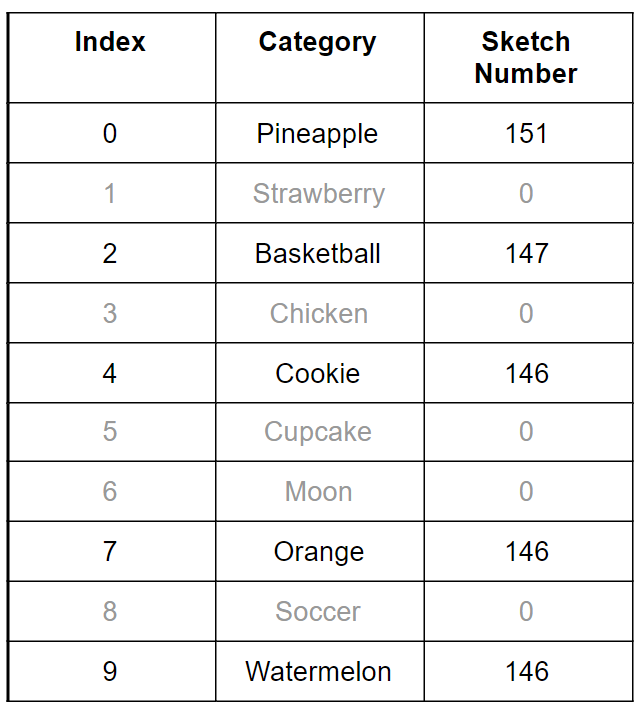 Index Category Sketch
Number
0 Pineapple 151
1 Strawberry 0
2 Basketball 147
3 Chicken 0
4 Cookie 146
5 Cupcake 0
6 Moon 0
7 Orange 146
8 Soccer 0
9 Watermelon 146